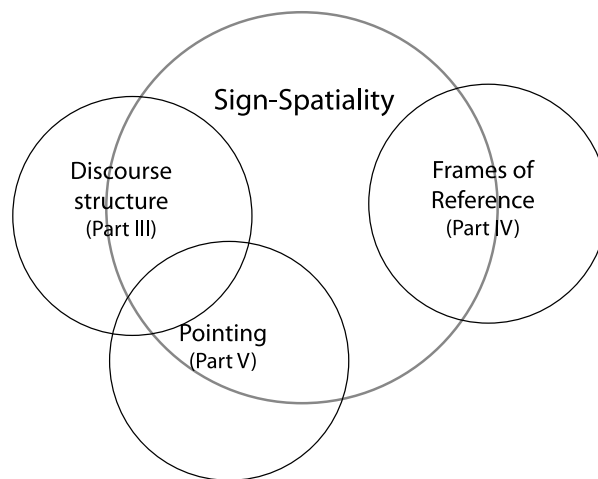 Sign-Spatiality
Discourse
structure
(Part III)
Frames of
Reference
(Part IV)
Pointing
(Part V)